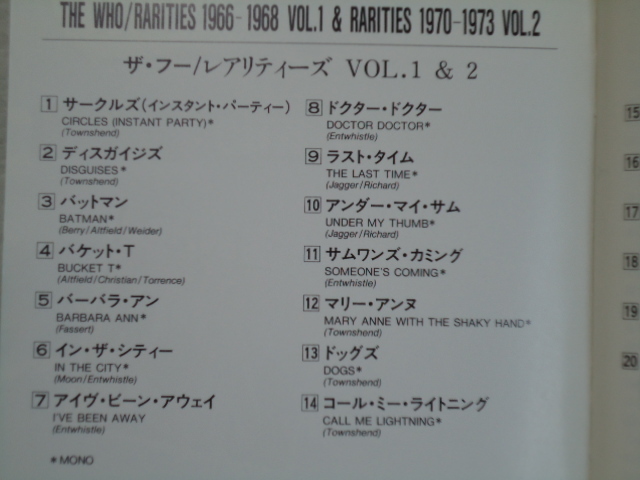 THE WHO/RARITIES 1966-1968 VOL.1 & RARITIES 1970-1973 VOL.2
ザ・フー/レアリティーズ VOL.1 & 2
1 サークルズ(インスタント・パーティー)
CIRCLES (INSTANT PARTY)*
(Townshend)
2 ディスガイジズ
DISGUISES*
(Townshend)
3 バットマン
BATMAN*
(Berry/Altfield/Weider)
4 バケット・T
BUCKET T*
(Altfield/Christian/Torrence)
5 バーバラ・アン
BARBARA ANN*
(Fassert)
6 イン・ザ・シティー
IN THE CITY*
(Moon/Entwhistle)
7 アイヴ・ビーン・アウェイ
I'VE BEEN AWAY
(Entwhistle)
*MONO
8 ドクター・ドクター
DOCTOR DOCTOR*
(Entwhistle)
9 ラスト・タイム
THE LAST TIME*
(Jagger/Richard)
10 アンダー・マイ・サム
UNDER MY THUMB*
(Jagger/Richard)
11 サムワンズ・カミング
SOMEONE'S COMING*
(Entwhistle)
12 マリー・アンヌ
MARY ANNE WITH THE SHAKY HAND*
(Townshend)
13 ドッグズ
DOGS*
(Townshend)
14 コール・ミー・ライトニング
CALL ME LIGHTNING*
(Townshend)
15
16
17
18
19
20